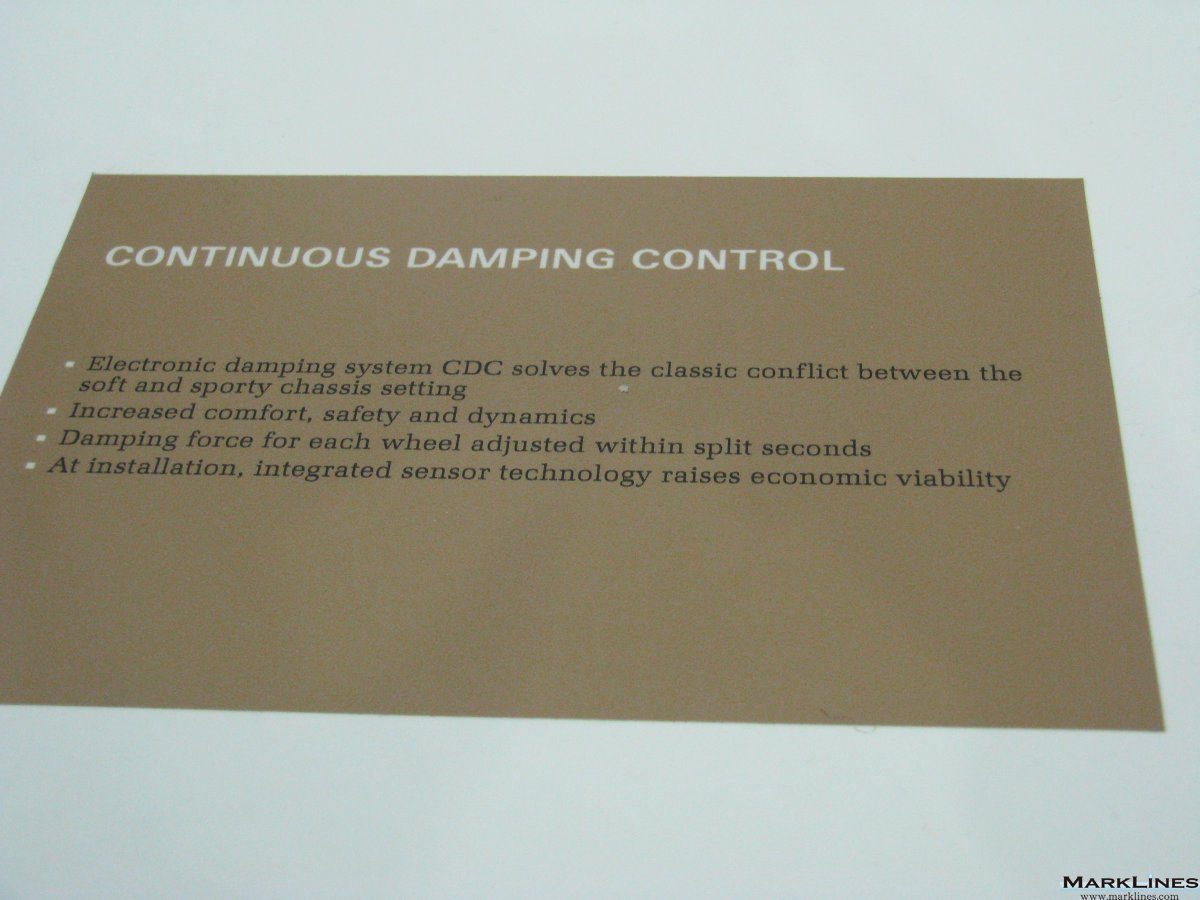 CONTINUOUS DAMPING CONTROL
▪ Electronic damping system CDC solves the classic conflict between the
soft and sporty chassis setting
▪ Increased comfort, safety and dynamics
▪ Damping force for each wheel adjusted within split seconds
▪ At installation, integrated sensor technology raises economic viability
MARKLINES
www.marklines.com